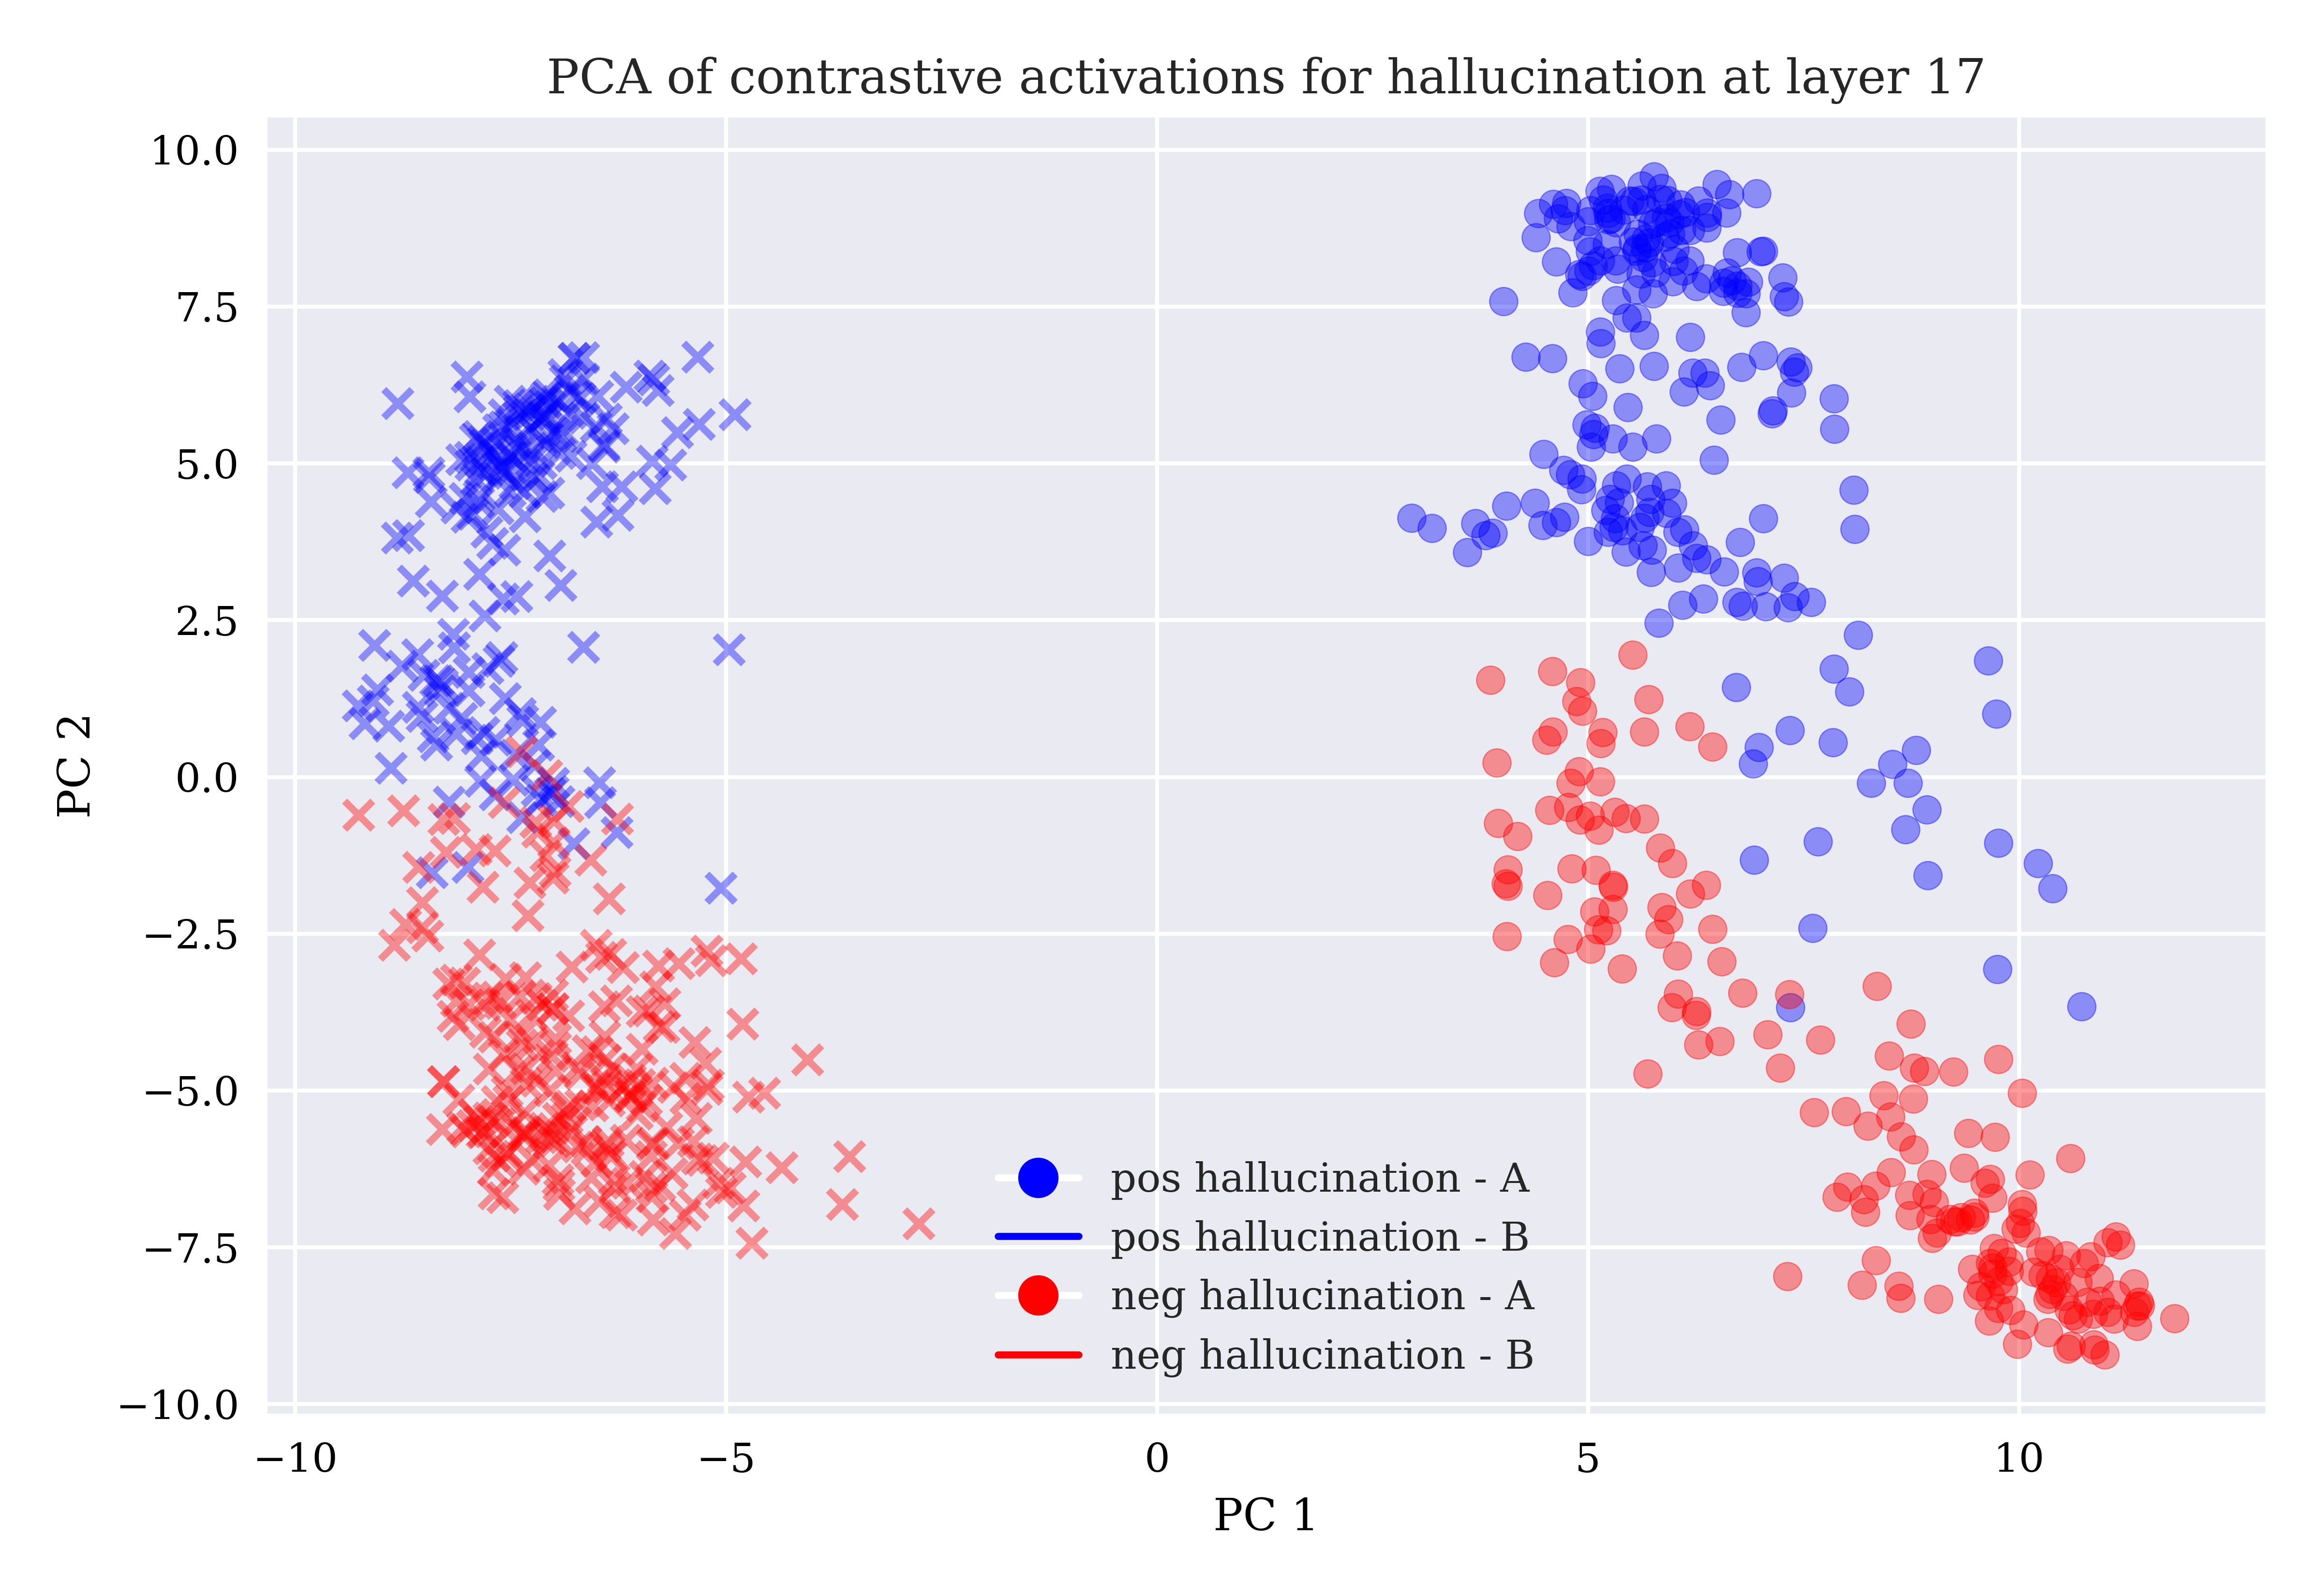 PCA of contrastive activations for hallucination at layer 17
10.0
7.5
5.0
2.5
0.0
−2.5
−5.0
−7.5
−10.0
PC 2
−10
−5
0
5
10
PC 1
pos hallucination - A
pos hallucination - B
neg hallucination - A
neg hallucination - B